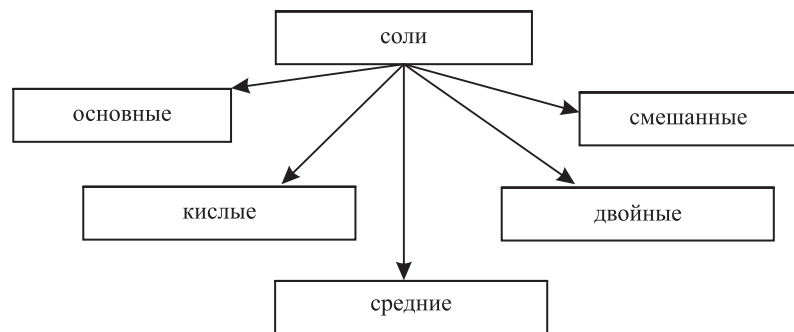 соли
основные
смешанные
кислые
двойные
средние